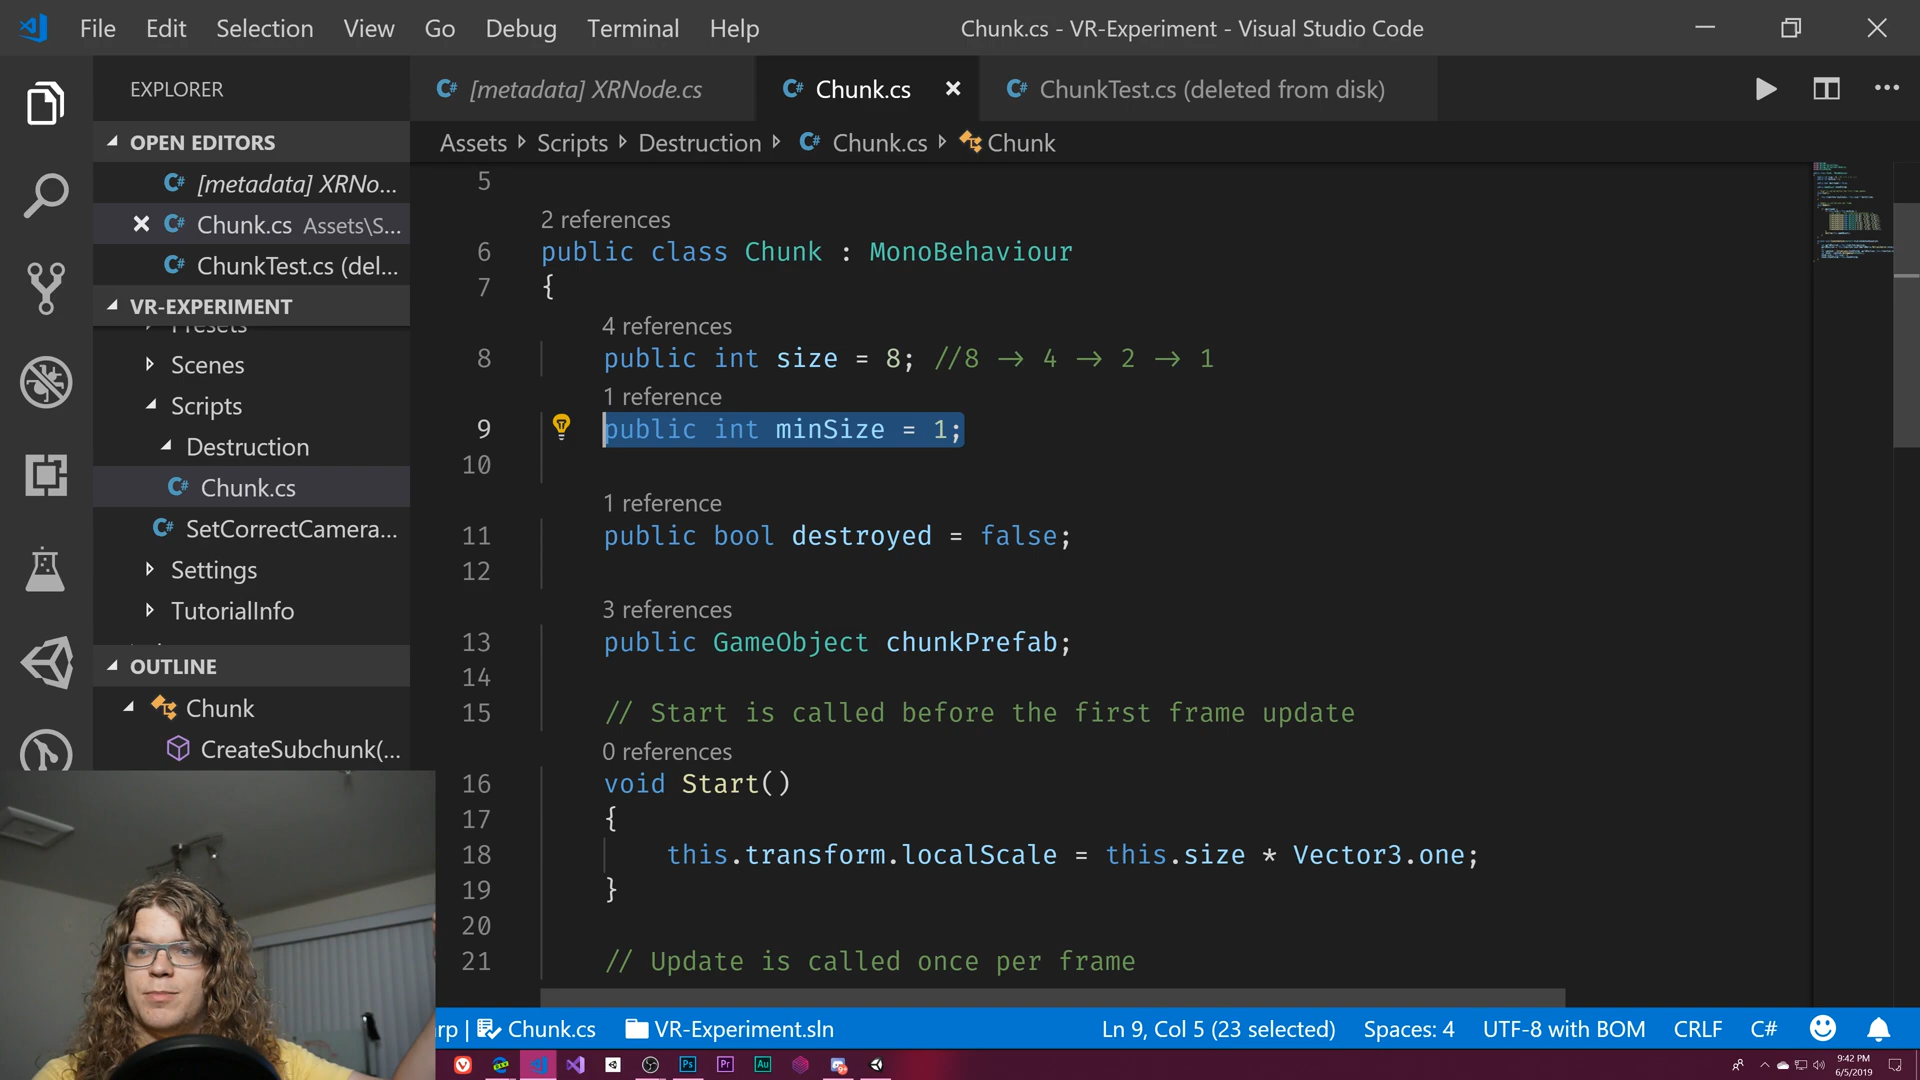 File Edit Selection View Go Debug Terminal Help
Chunk.cs - VR-Experiment - Visual Studio Code
EXPLORER
OPEN EDITORS
[metadata] XRNo...
Chunk.cs Assets\S...
ChunkTest.cs (del...
VR-EXPERIMENT
Presets
Scenes
Scripts
Destruction
Chunk.cs
SetCorrectCamera...
Settings
TutorialInfo
OUTLINE
Chunk
CreateSubchunk(...
[metadata] XRNode.cs
Chunk.cs
ChunkTest.cs (deleted from disk)
Assets Scripts Destruction Chunk.cs Chunk
5
2 references
6 public class Chunk : MonoBehaviour
7 {
4 references
8 public int size = 8; //8 → 4 → 2 → 1
1 reference
9 public int minSize = 1;
10
1 reference
11 public bool destroyed = false;
12
3 references
13 public GameObject chunkPrefab;
14
15 // Start is called before the first frame update
0 references
16 void Start()
17 {
18 this.transform.localScale = this.size * Vector3.one;
19 }
20
21 // Update is called once per frame
rp | Chunk.cs VR-Experiment.sln Ln 9, Col 5 (23 selected) Spaces: 4 UTF-8 with BOM CRLF C#
Ps Pr Au
9:42 PM
6/5/2019